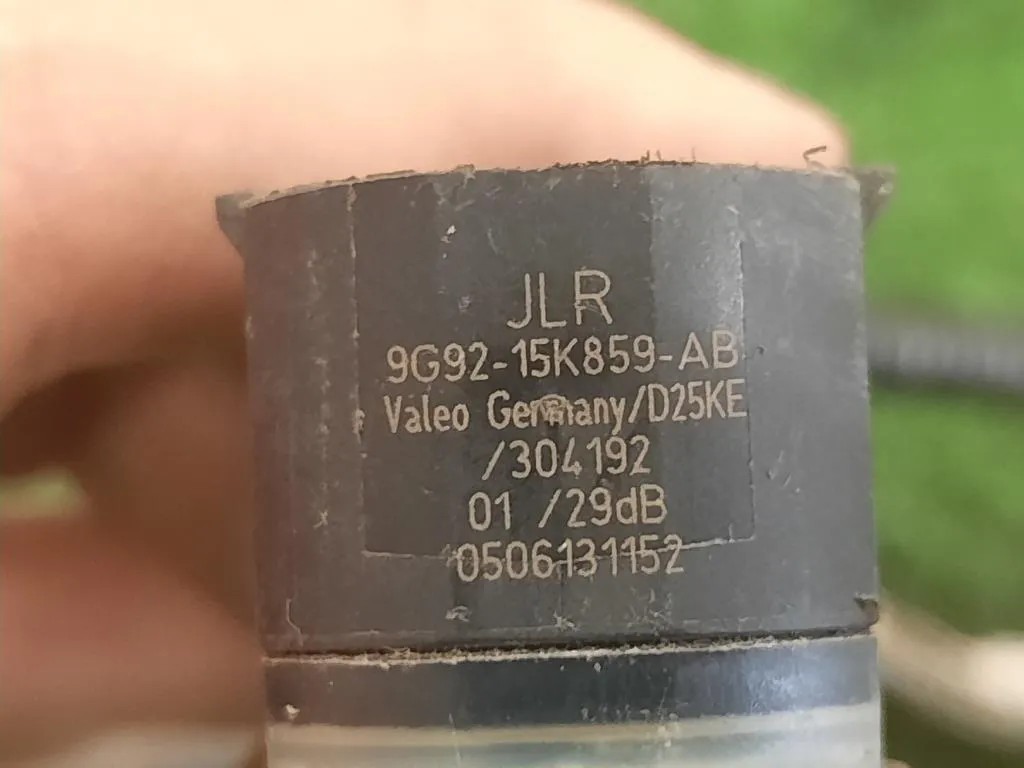 JLR
9G92-15K859-AB
Valeo Germany/D25KE
/304192
01 /29dB
0506131152